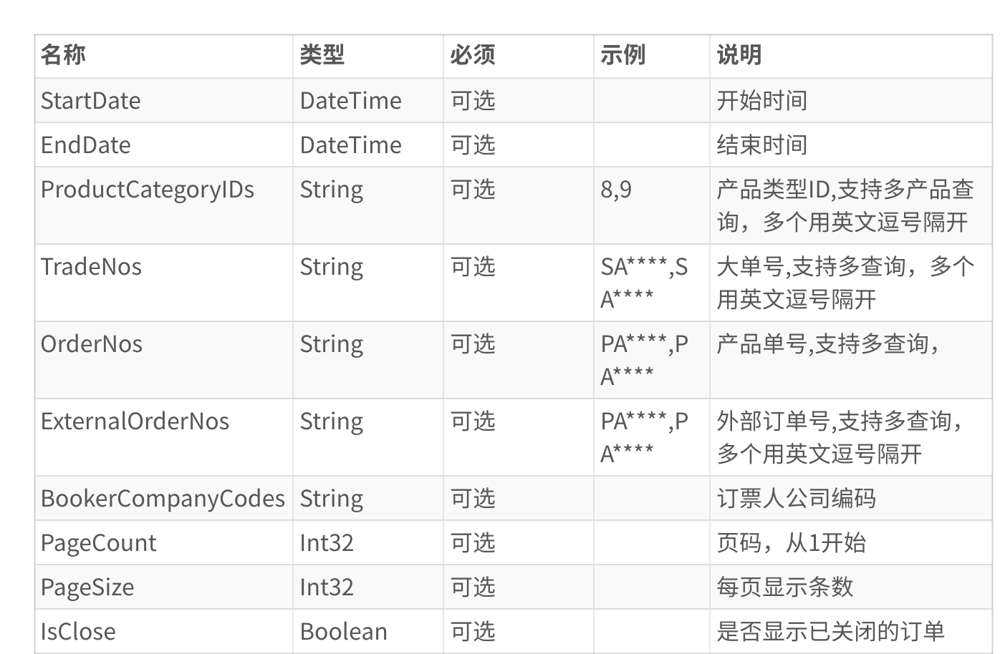 名称 类型 必须 示例 说明
StartDate DateTime 可选 开始时间
EndDate DateTime 可选 结束时间
ProductCategoryIDs String 可选 8,9 产品类型ID,支持多产品查
询，多个用英文逗号隔开
TradeNos String 可选 SA****,S 大单号,支持多查询，多个
A**** 用英文逗号隔开
OrderNos String 可选 PA****,P 产品单号,支持多查询，
A****
ExternalOrderNos String 可选 PA****,P 外部订单号,支持多查询，
A**** 多个用英文逗号隔开
BookerCompanyCodes String 可选 订票人公司编码
PageCount Int32 可选 页码，从1开始
PageSize Int32 可选 每页显示条数
IsClose Boolean 可选 是否显示已关闭的订单